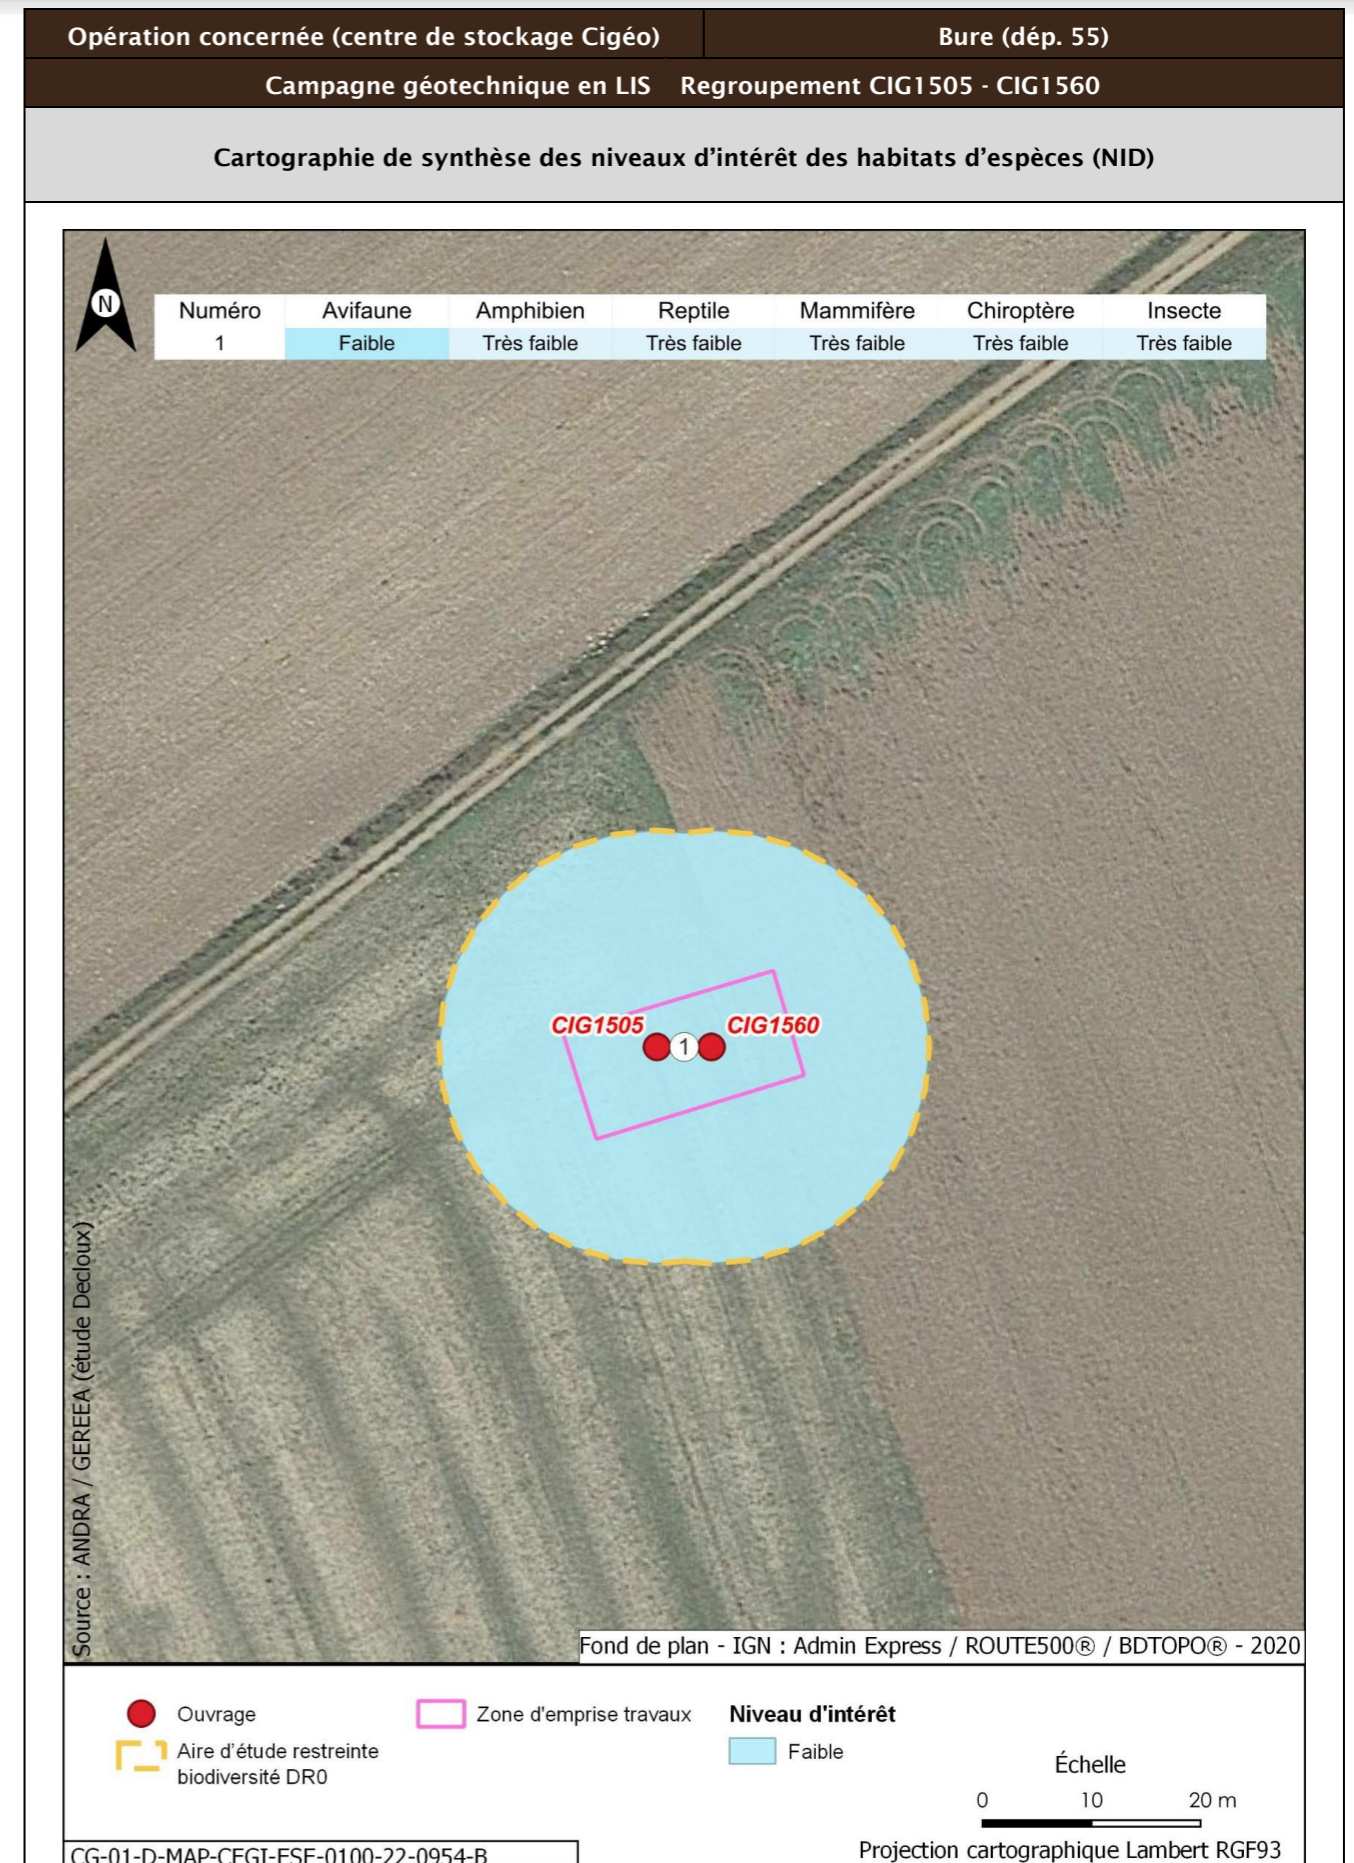 Opération concernée (centre de stockage Cigéo) Bure (dép. 55)
Campagne géotechnique en LIS Regroupement CIG1505 - CIG1560
Cartographie de synthèse des niveaux d'intérêt des habitats d'espèces (NID)
N
Numéro Avifaune Amphibien Reptile Mammifère Chiroptère Insecte
1 Faible Très faible Très faible Très faible Très faible Très faible
CIG1505 1 CIG1560
Source : ANDRA / GEREEA (étude Decloux)
Fond de plan - IGN : Admin Express / ROUTE500® / BDTOPO® - 2020
Ouvrage
Aire d'étude restreinte
biodiversité DR0
Zone d'emprise travaux
Niveau d'intérêt
Faible
Échelle
0 10 20 m
Projection cartographique Lambert RGF93
CG-01-D-MAP-CEGI-ESE-0100-22-0954-B